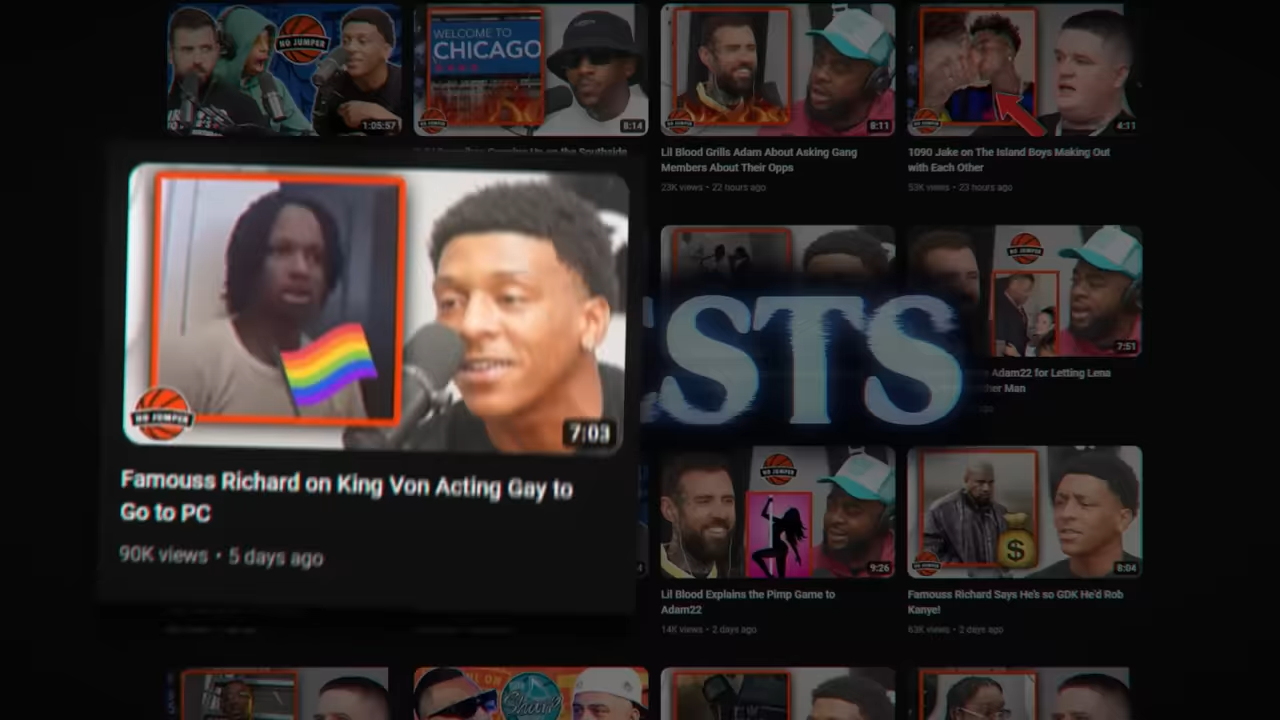 NO JUMPER
1:05:57
WELCOME TO
CHICAGO
8:14
8:11
Lil Blood Grills Adam About Asking Gang
Members About Their Opps
23K views • 22 hours ago
4:11
1090 Jake on The Island Boys Making Out
with Each Other
53K views • 23 hours ago
NO JUMPER
7:03
Famouss Richard on King Von Acting Gay to
Go to PC
90K views • 5 days ago
STS
7:51
Adam22 for Letting Lena
Man
NO JUMPER
9:26
Lil Blood Explains the Pimp Game to
Adam22
14K views • 2 days ago
$
8:04
Famouss Richard Says He's so GDK He'd Rob
Kanye!
63K views • 2 days ago